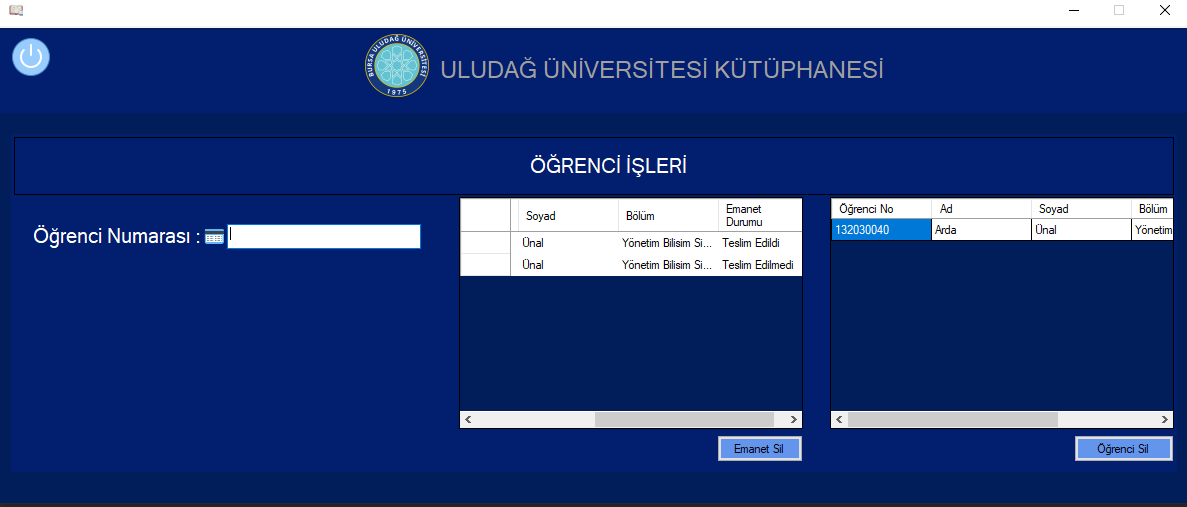 BURSA ULUDAĞ ÜNİVERSİTESİ
1975
ULUDAĞ ÜNİVERSİTESİ KÜTÜPHANESİ
ÖĞRENCİ İŞLERİ
Öğrenci Numarası :
Soyad Bölüm Emanet Durumu
Ünal Yönetim Bilisim Si... Teslim Edildi
Ünal Yönetim Bilisim Si... Teslim Edilmedi
Emanet Sil
Öğrenci No Ad Soyad Bölüm
132030040 Arda Ünal Yönetim
Öğrenci Sil